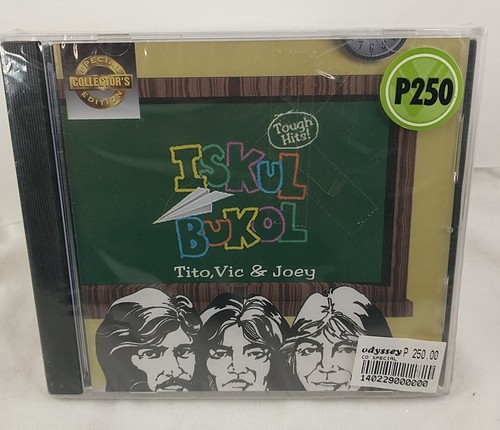 SPECIAL
COLLECTOR'S
EDITION
P250
Tough
Hits!
ISKUL
BUKOL
Tito, Vic & Joey
odyssey P 250.00
CD SPECIAL
140229000000